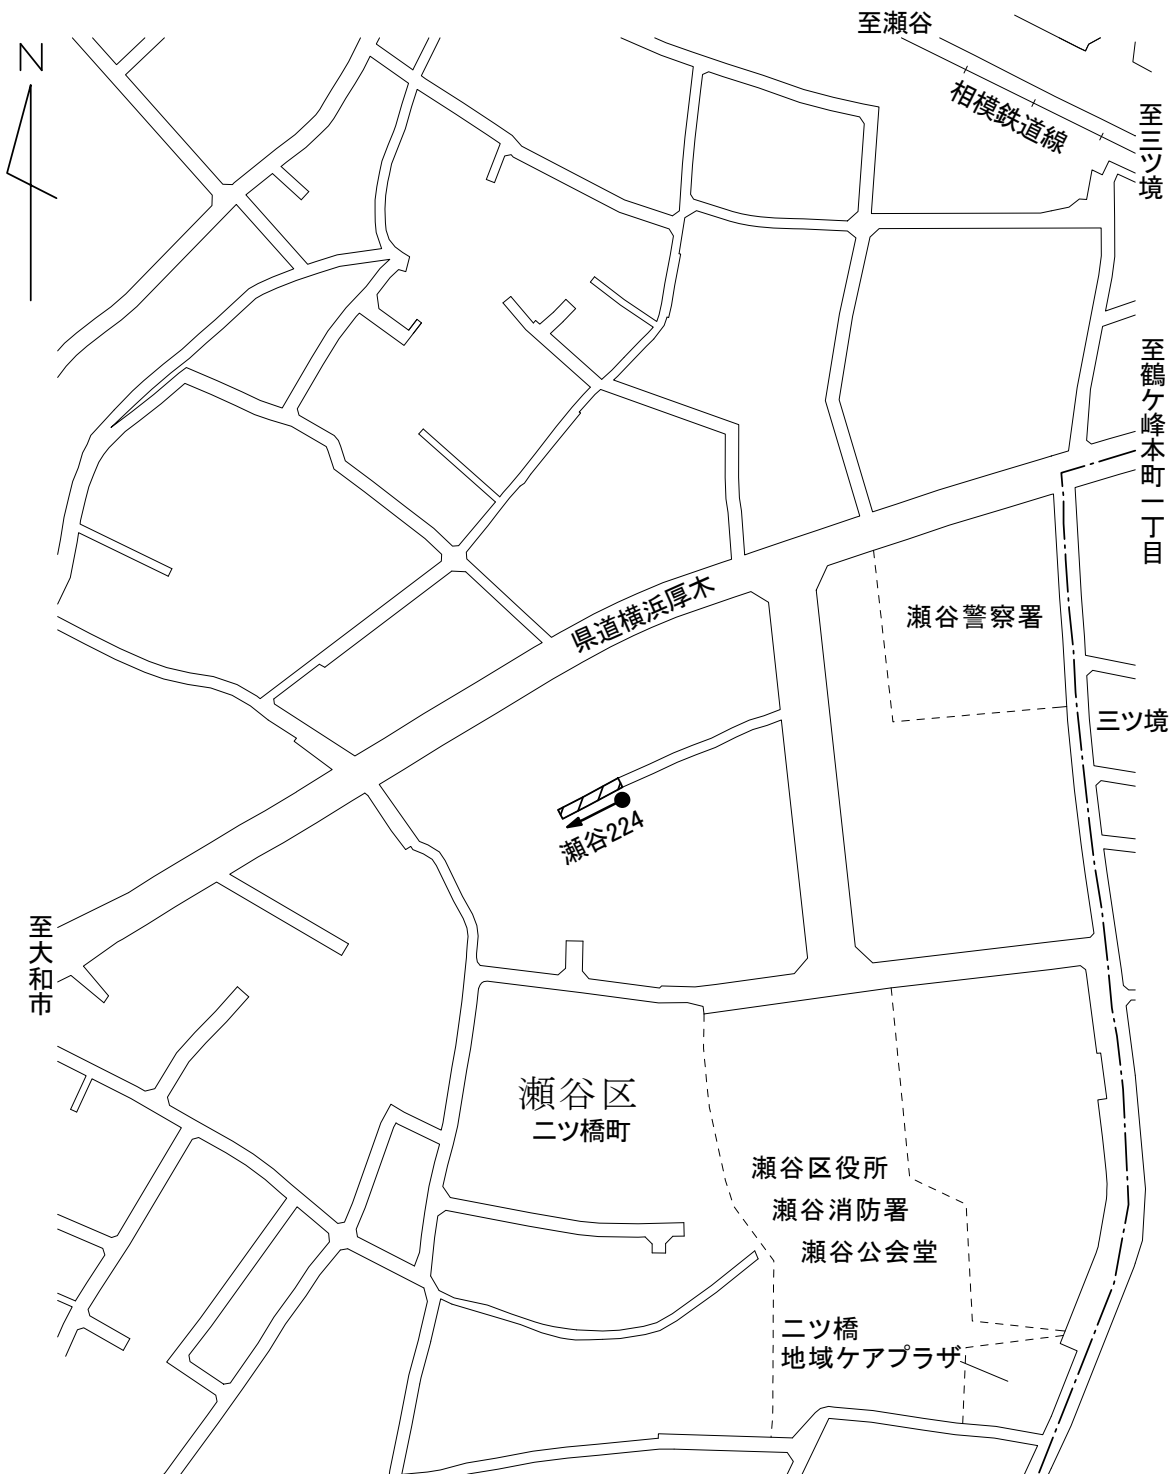 至瀬谷
N
相模鉄道線
至三ツ境
至鶴ケ峰本町一丁目
県道横浜厚木
瀬谷警察署
三ツ境
瀬谷224
至大和市
瀬谷区
二ツ橋町
瀬谷区役所
瀬谷消防署
瀬谷公会堂
二ツ橋
地域ケアプラザ